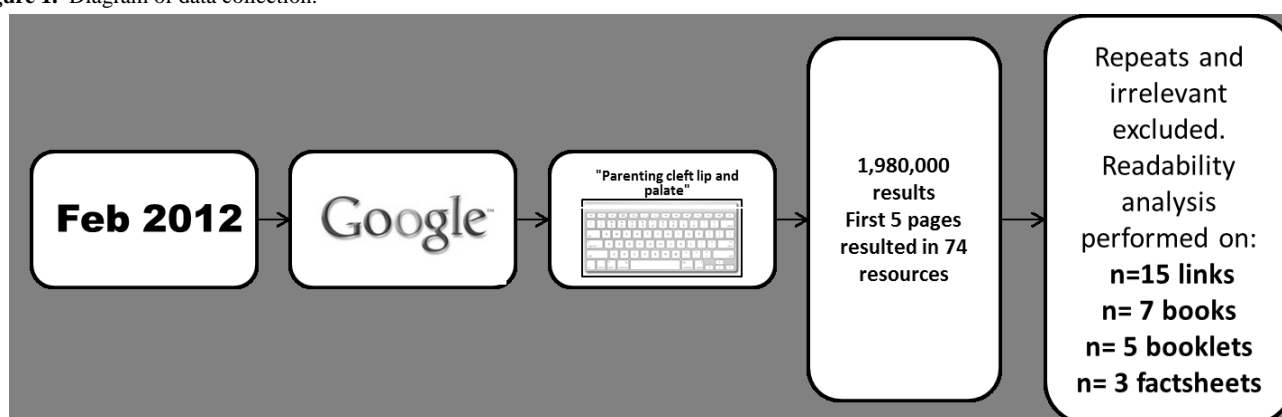 Figure 1. Diagram of data collection.
Feb 2012
Google™
"Parenting cleft lip and
palate"
1,980,000
results
First 5 pages
resulted in 74
resources
Repeats and
irrelevant
excluded.
Readability
analysis
performed on:
n=15 links
n= 7 books
n= 5 booklets
n= 3 factsheets